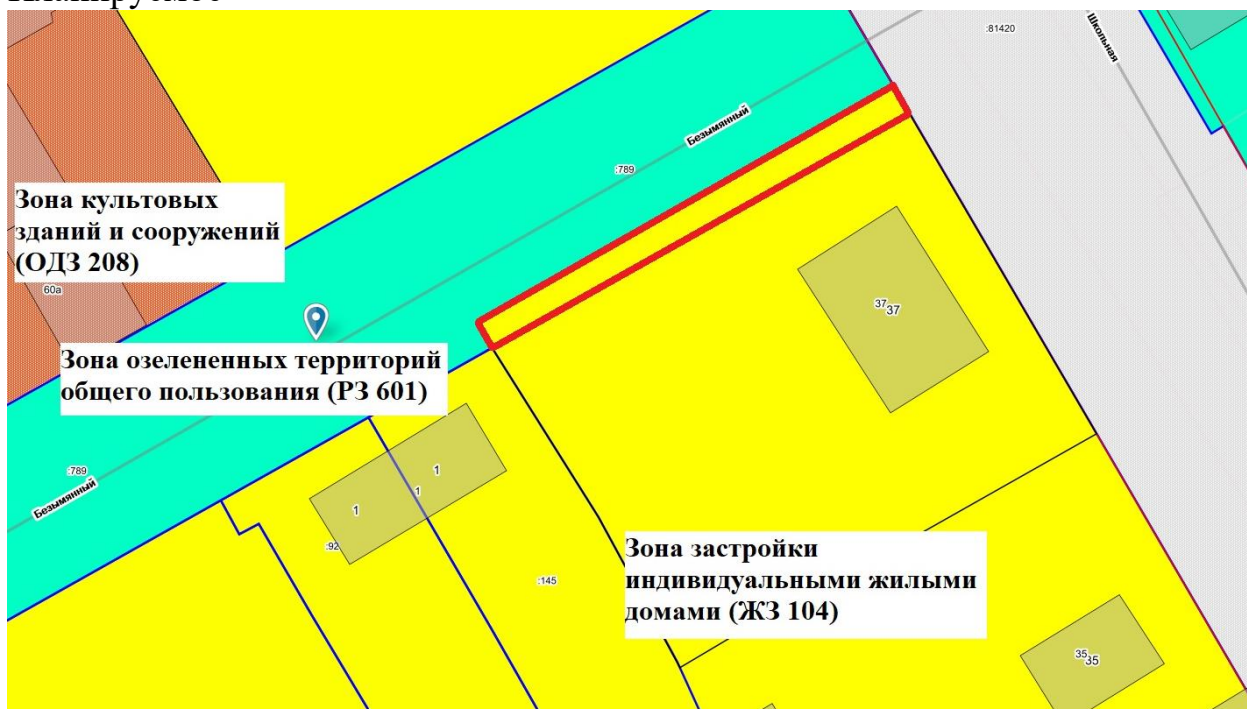 Планируемое
:81420
Школьная
Безымянный
:789
Зона культовых
зданий и сооружений
(ОДЗ 208)
60а
37
37
Зона озелененных территорий
общего пользования (РЗ 601)
:789
Безымянный
1
1
1
:92
:145
Зона застройки
индивидуальными жилыми
домами (ЖЗ 104)
35
35